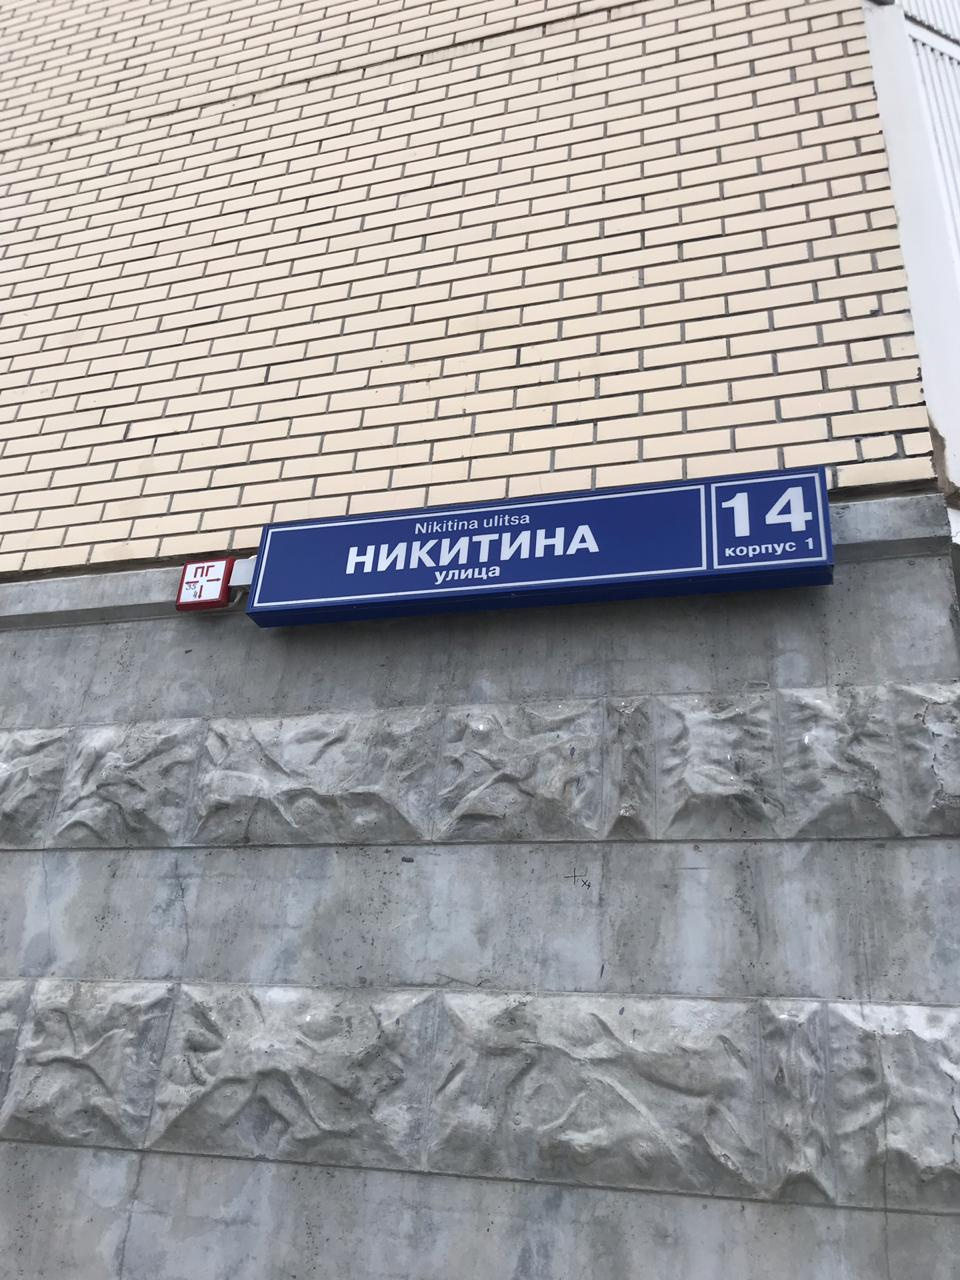 Nikitina ulitsa
НИКИТИНА
улица
14
корпус 1
ПГ